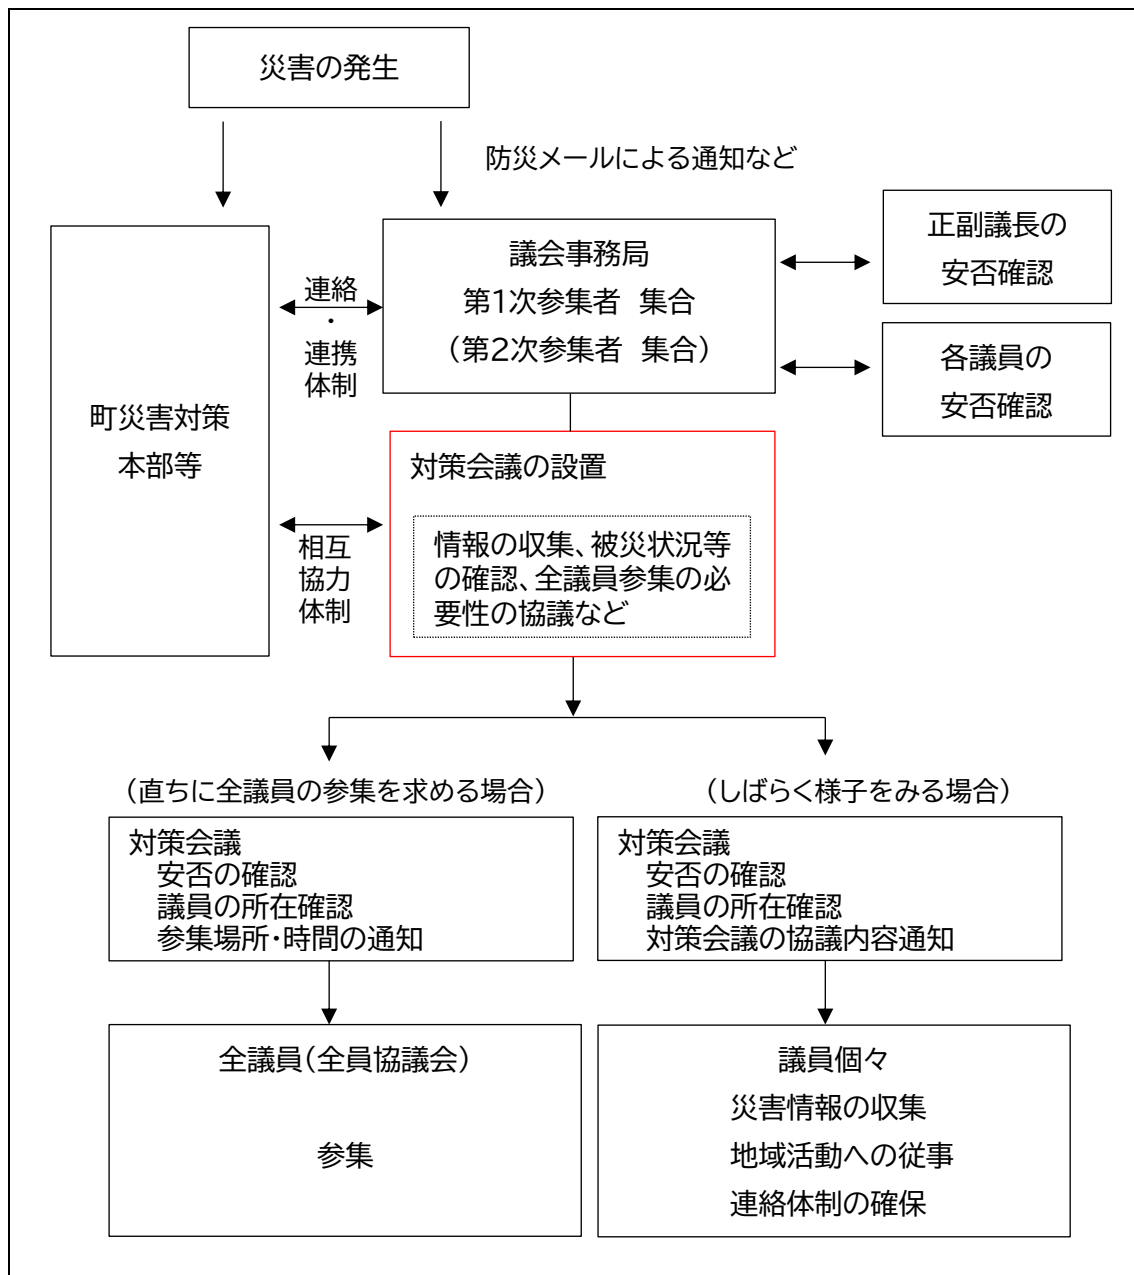 災害の発生
防災メールによる通知など
町災害対策
本部等
連絡
・
連携
体制
議会事務局
第1次参集者　集合
(第2次参集者　集合)
正副議長の
安否確認
各議員の
安否確認
相互
協力
体制
対策会議の設置
情報の収集、被災状況等
の確認、全議員参集の必
要性の協議など
(直ちに全議員の参集を求める場合)
対策会議
安否の確認
議員の所在確認
参集場所・時間の通知
全議員(全員協議会)
参集
(しばらく様子をみる場合)
対策会議
安否の確認
議員の所在確認
対策会議の協議内容通知
議員個々
災害情報の収集
地域活動への従事
連絡体制の確保